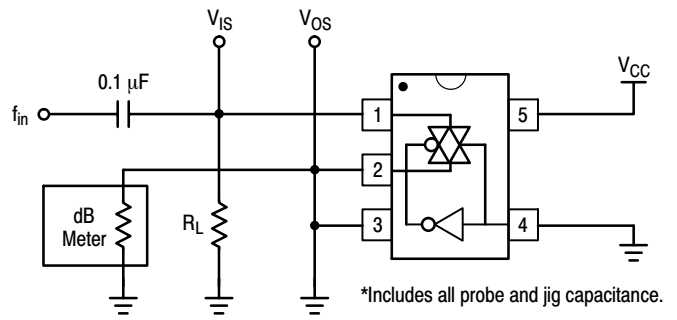 V_IS
V_OS
V_CC
0.1 μF
f_in
1
5
2
dB
Meter
R_L
3
4
*Includes all probe and jig capacitance.